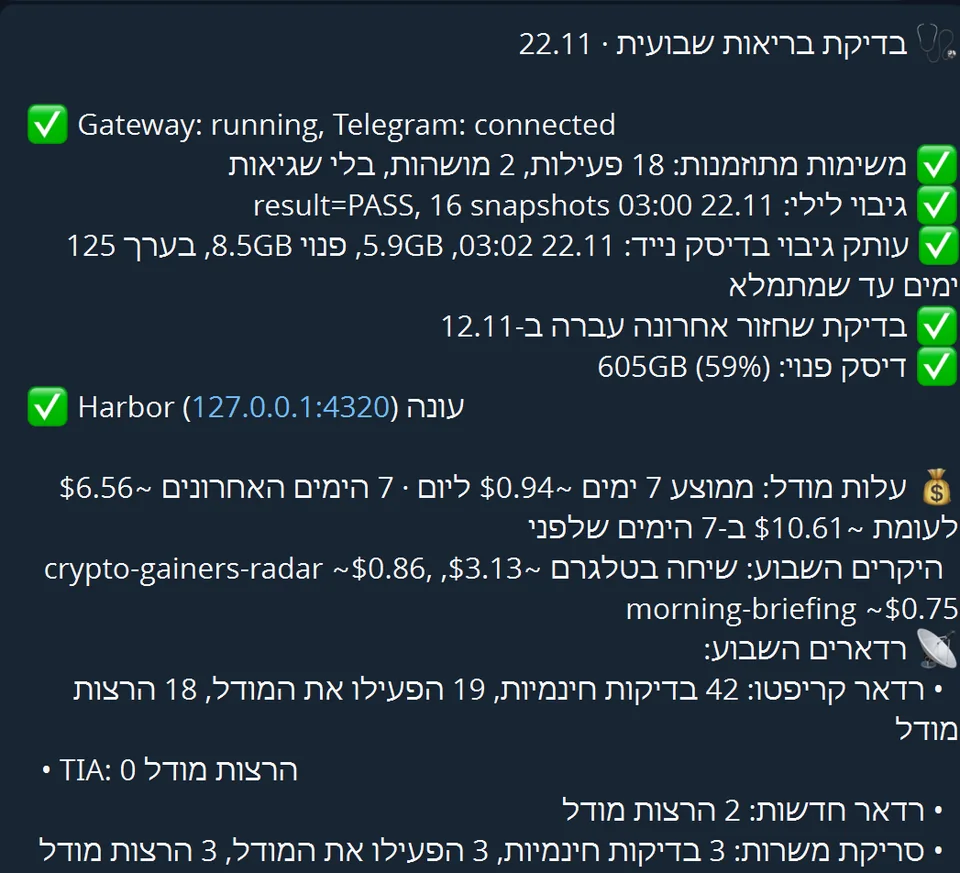 🩺 בדיקת בריאות שבועית · 22.11
✅ Gateway: running, Telegram: connected
✅ משימות מתוזמנות: 18 פעילות, 2 מושהות, בלי שגיאות
✅ גיבוי לילי: 22.11 03:00 result=PASS, 16 snapshots
✅ עותק גיבוי בדיסק נייד: 22.11 03:02, 5.9GB, פנוי 8.5GB, בערך 125
ימים עד שמתמלא
✅ בדיקת שחזור אחרונה עברה ב-12.11
✅ דיסק פנוי: 605GB (59%)
✅ Harbor (127.0.0.1:4320) עונה
💰 עלות מודל: ממוצע 7 ימים ~$0.94 ליום · 7 הימים האחרונים ~$6.56
לעומת ~$10.61 ב-7 הימים שלפני
היקרים השבוע: שיחה בטלגרם ~$3.13, crypto-gainers-radar ~$0.86,
morning-briefing ~$0.75
📡 רדארים השבוע:
• רדאר קריפטו: 42 בדיקות חינמיות, 19 הפעילו את המודל, 18 הרצות
מודל
• TIA: 0 הרצות מודל
• רדאר חדשות: 2 הרצות מודל
• סריקת משרות: 3 בדיקות חינמיות, 3 הפעילו את המודל, 3 הרצות מודל